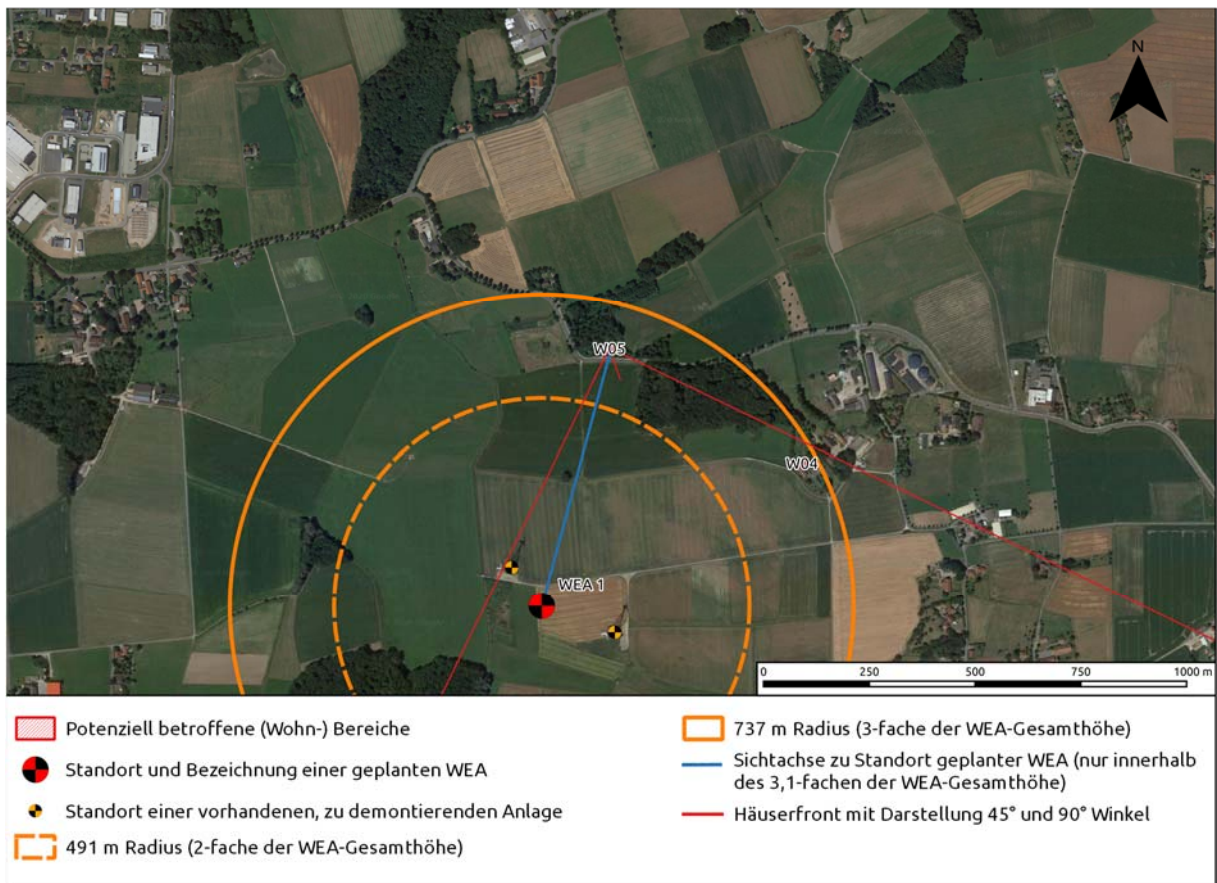 N
W05
W04
WEA 1
0 250 500 750 1000 m
Potenziell betroffene (Wohn-) Bereiche
Standort und Bezeichnung einer geplanten WEA
Standort einer vorhandenen, zu demontierenden Anlage
491 m Radius (2-fache der WEA-Gesamthöhe)
737 m Radius (3-fache der WEA-Gesamthöhe)
Sichtachse zu Standort geplanter WEA (nur innerhalb
des 3,1-fachen der WEA-Gesamthöhe)
Häuserfront mit Darstellung 45° und 90° Winkel